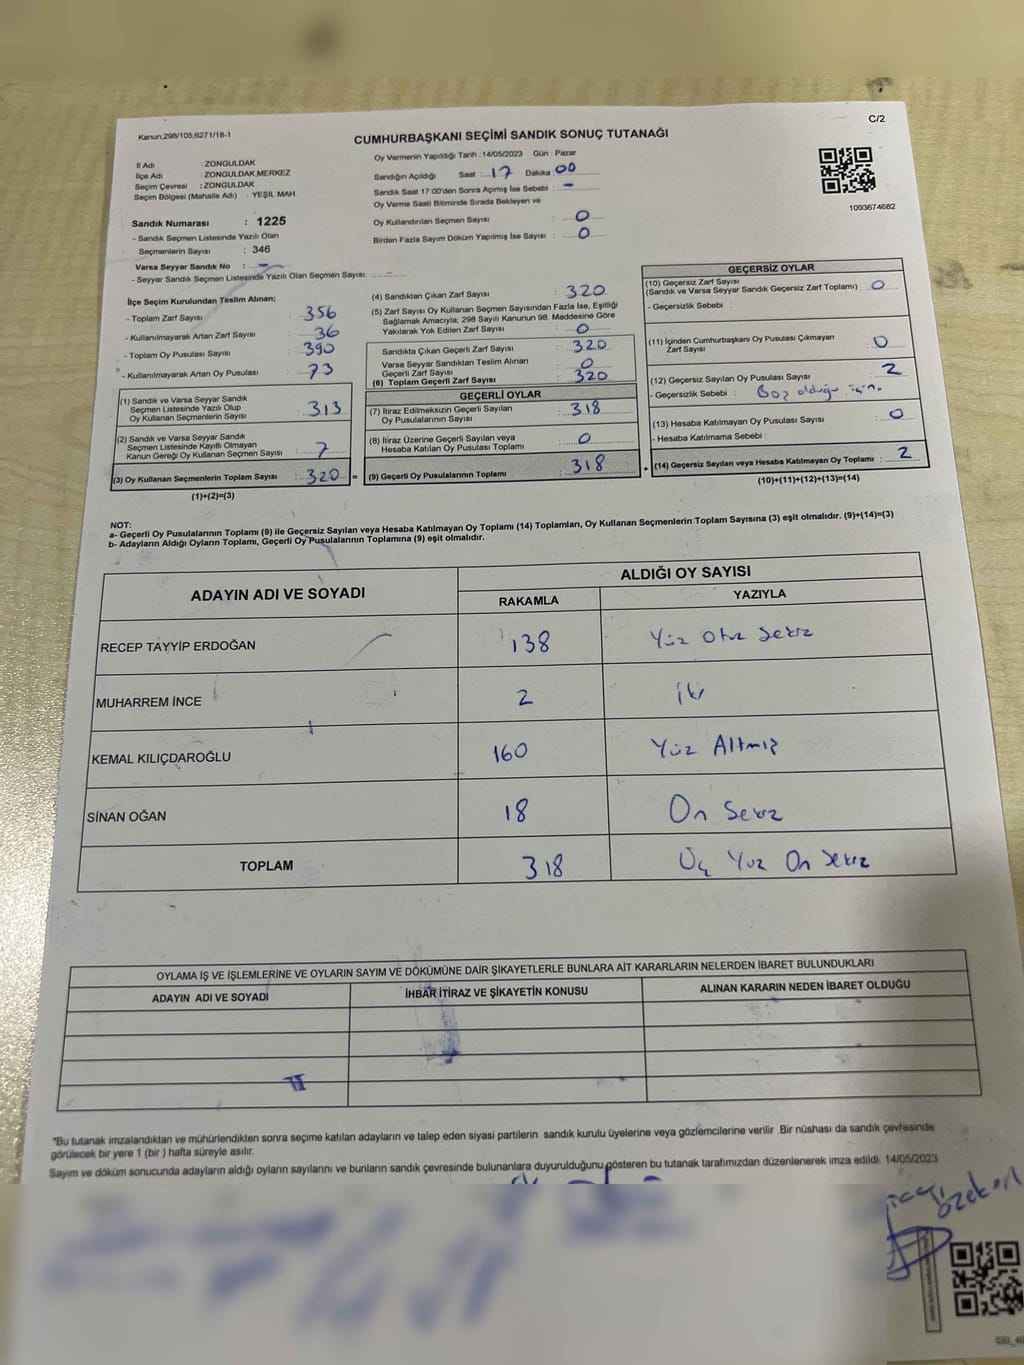 Kanun.298/105;6271/18-1
C/2
CUMHURBAŞKANI SEÇİMİ SANDIK SONUÇ TUTANAĞI
İl Adı : ZONGULDAK
İlçe Adı : ZONGULDAK MERKEZ
Seçim Çevresi : ZONGULDAK
Seçim Bölgesi (Mahalle Adı) : YEŞİL MAH.
Sandık Numarası : 1225
- Sandık Seçmen Listesinde Yazılı Olan
Seçmenlerin Sayısı : 346
Varsa Seyyar Sandık No : -
- Seyyar Sandık Seçmen Listesinde Yazılı Olan Seçmen Sayısı: -
Oy Vermenin Yapıldığı Tarih : 14/05/2023 Gün : Pazar
Sandığın Açıldığı Saat : 17 Dakika : 00
Sandık Saat 17:00'den Sonra Açımış İse Sebebi : -
Oy Verme Saati Bitiminde Sırada Bekleyen ve
Oy Kullandırılan Seçmen Sayısı : 0
Birden Fazla Sayım Döküm Yapılmış İse Sayısı : 0
1093674682
İlçe Seçim Kurulundan Teslim Alınan;
- Toplam Zarf Sayısı : 356
- Kullanılmayarak Artan Zarf Sayısı : 36
- Toplam Oy Pusulası Sayısı : 390
- Kullanılmayarak Artan Oy Pusulası : 73
(1) Sandık ve Varsa Seyyar Sandık
Seçmen Listesinde Yazılı Olup
Oy Kullanan Seçmenlerin Sayısı : 313
(2) Sandık ve Varsa Seyyar Sandık
Seçmen Listesinde Kayıtlı Olmayan
Kanun Gereği Oy Kullanan Seçmen Sayısı : 7
(3) Oy Kullanan Seçmenlerin Toplam Sayısı : 320 =
(1)+(2)=(3)
(4) Sandıktan Çıkan Zarf Sayısı : 320
(5) Zarf Sayısı Oy Kullanan Seçmen Sayısından Fazla İse, Eşitliği
Sağlamak Amacıyla; 298 Sayılı Kanunun 98. Maddesine Göre
Yakılarak Yok Edilen Zarf Sayısı : 0
Sandıkta Çıkan Geçerli Zarf Sayısı : 320
Varsa Seyyar Sandıktan Teslim Alınan
Geçerli Zarf Sayısı : 0
(6) Toplam Geçerli Zarf Sayısı : 320
GEÇERLİ OYLAR
(7) İtiraz Edilmeksizin Geçerli Sayılan
Oy Pusulalarının Sayısı : 318
(8) İtiraz Üzerine Geçerli Sayılan veya
Hesaba Katılan Oy Pusulası Toplamı : 0
(9) Geçerli Oy Pusulalarının Toplamı : 318 +
GEÇERSİZ OYLAR
(10) Geçersiz Zarf Sayısı
(Sandık ve Varsa Seyyar Sandık Geçersiz Zarf Toplamı) : 0
- Geçersizlik Sebebi :
(11) İçinden Cumhurbaşkanı Oy Pusulası Çıkmayan
Zarf Sayısı : 0
(12) Geçersiz Sayılan Oy Pusulası Sayısı : 2
- Geçersizlik Sebebi : Boş olduğu için.
(13) Hesaba Katılmayan Oy Pusulası Sayısı : 0
- Hesaba Katılmama Sebebi :
(14) Geçersiz Sayılan veya Hesaba Katılmayan Oy Toplamı : 2
(10)+(11)+(12)+(13)=(14)
NOT:
a- Geçerli Oy Pusulalarının Toplamı (9) ile Geçersiz Sayılan veya Hesaba Katılmayan Oy Toplamı (14) Toplamları, Oy Kullanan Seçmenlerin Toplam Sayısına (3) eşit olmalıdır. (9)+(14)=(3)
b- Adayların Aldığı Oyların Toplamı, Geçerli Oy Pusulalarının Toplamına (9) eşit olmalıdır.
ADAYIN ADI VE SOYADI
ALDIĞI OY SAYISI
RAKAMLA YAZIYLA
RECEP TAYYİP ERDOĞAN 138 Yüz Otuz Sekiz
MUHARREM İNCE 2 iki
KEMAL KILIÇDAROĞLU 160 Yüz Altmış
SİNAN OĞAN 18 On Sekiz
TOPLAM 318 Üç Yüz On Sekiz
OYLAMA İŞ VE İŞLEMLERİNE VE OYLARIN SAYIM VE DÖKÜMÜNE DAİR ŞİKAYETLERLE BUNLARA AİT KARARLARIN NELERDEN İBARET BULUNDUKLARI
ADAYIN ADI VE SOYADI İHBAR İTİRAZ VE ŞİKAYETİN KONUSU ALINAN KARARIN NEDEN İBARET OLDUĞU
"Bu tutanak imzalandıktan ve mühürlendikten sonra seçime katılan adayların ve talep eden siyasi partilerin sandık kurulu üyelerine veya gözlemcilerine verilir .Bir nüshası da sandık çevresinde
görülecek bir yere 1 (bir ) hafta süreyle asılır.
Sayım ve döküm sonucunda adayların aldığı oyların sayılarını ve bunların sandık çevresinde bulunanlara duyurulduğunu gösteren bu tutanak tarafımızdan düzenlenerek imza edildi. 14/05/2023